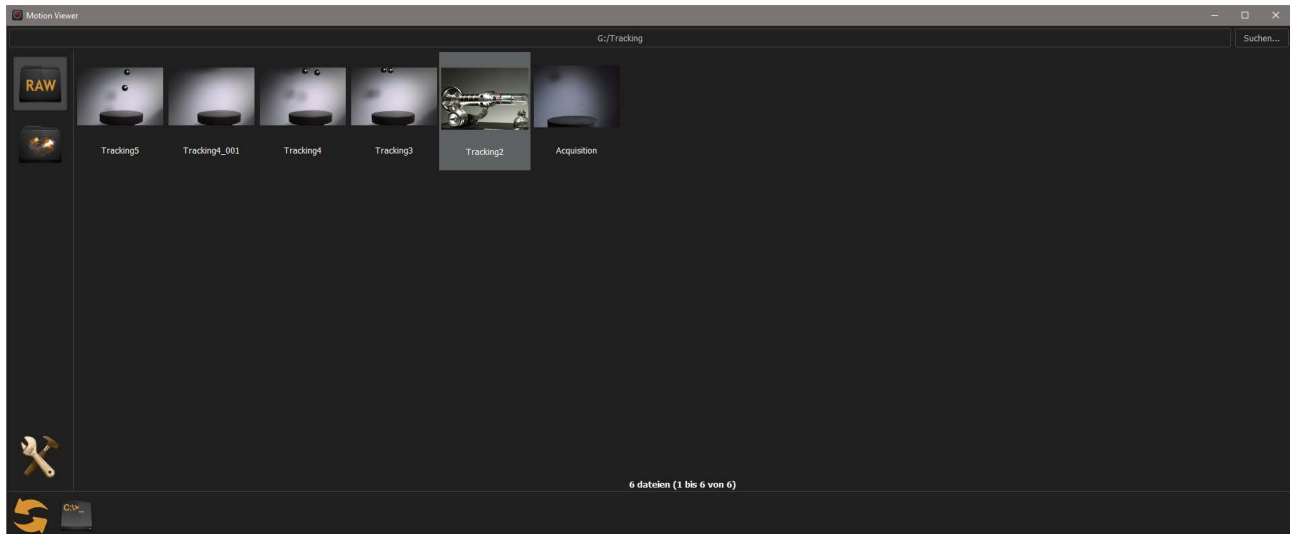 Motion Viewer
G:/Tracking
Suchen...
RAW
Tracking5
Tracking4_001
Tracking4
Tracking3
Tracking2
Acquisition
6 dateien (1 bis 6 von 6)
C:\>_